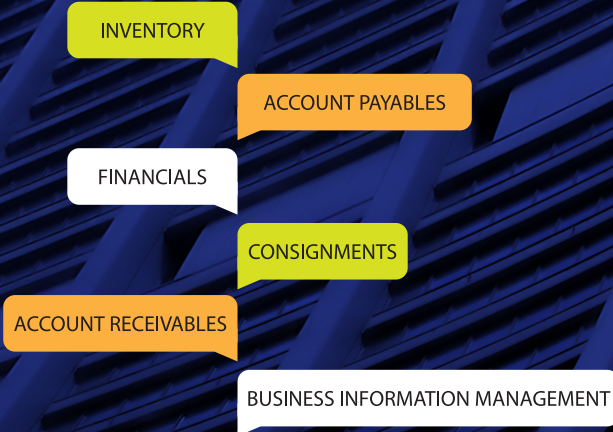 INVENTORY
ACCOUNT PAYABLES
FINANCIALS
CONSIGNMENTS
ACCOUNT RECEIVABLES
BUSINESS INFORMATION MANAGEMENT